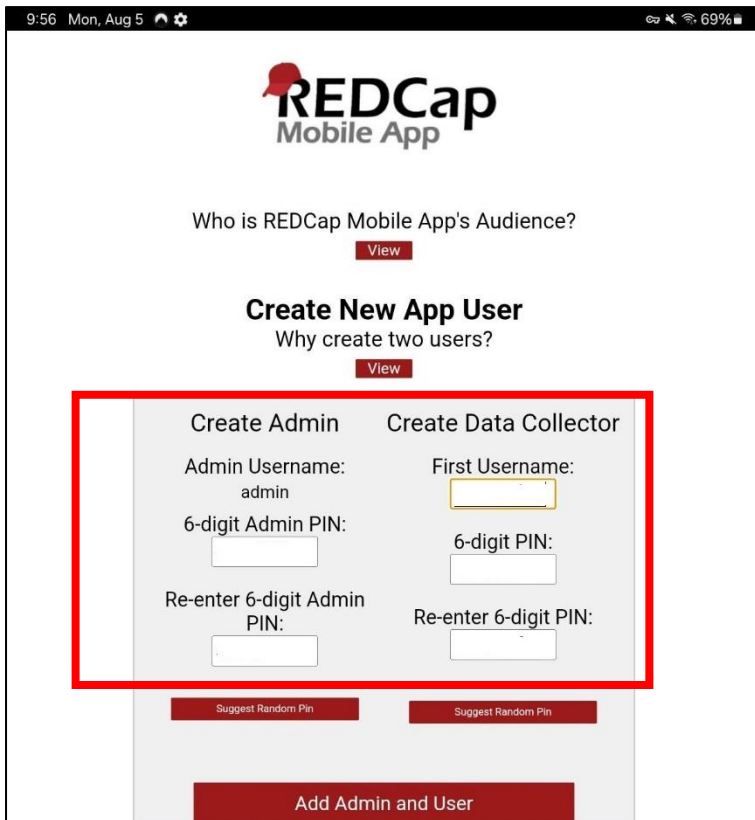 9:56 Mon, Aug 5
69%
REDCap
Mobile App
Who is REDCap Mobile App's Audience?
View
Create New App User
Why create two users?
View
Create Admin
Admin Username:
admin
6-digit Admin PIN:
Re-enter 6-digit Admin
PIN:
Suggest Random Pin
Create Data Collector
First Username:
6-digit PIN:
Re-enter 6-digit PIN:
Suggest Random Pin
Add Admin and User